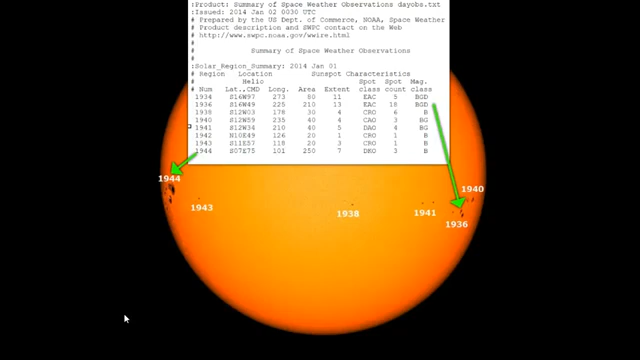 :Product: Summary of Space Weather Observations dayobs.txt
:Issued: 2014 Jan 02 0030 UTC
# Prepared by the US Dept. of Commerce, NOAA, Space Weather
# Product description and SWPC contact on the Web
# http://www.swpc.noaa.gov/wwire.html
#
# Summary of Space Weather Observations
#
:Solar_Region_Summary: 2014 Jan 01
# Region Location Sunspot Characteristics
# Helio Spot Spot Mag.
# Num Lat.,CMD Long. Area Extent class count class
1934 S16W97 273 80 11 EAC 5 BGD
1936 S16W49 225 210 13 EAC 18 BGD
1938 S12W03 178 30 4 CRO 6 B
1940 S12W59 235 40 4 CAO 3 BG
1941 S12W34 210 40 5 DAO 4 BG
1942 N10E49 126 20 1 CRO 1 B
1943 S11E57 118 20 3 CRO 1 B
1944 S07E75 101 250 7 DKO 3 B
1944
1940
1943
1938
1941
1936